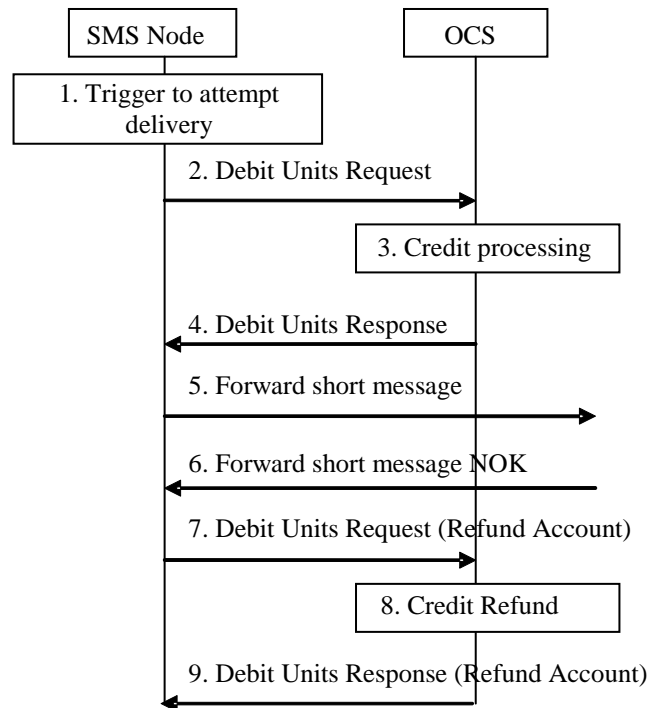 SMS Node
OCS
1. Trigger to attempt
delivery
2. Debit Units Request
3. Credit processing
4. Debit Units Response
5. Forward short message
6. Forward short message NOK
7. Debit Units Request (Refund Account)
8. Credit Refund
9. Debit Units Response (Refund Account)